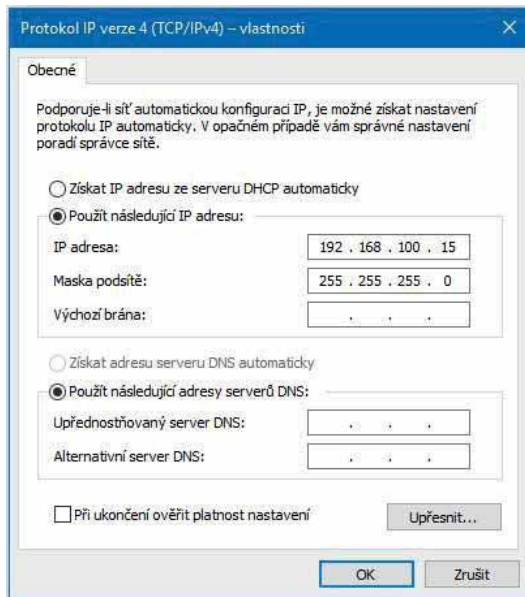 Protokol IP verze 4 (TCP/IPv4) – vlastnosti
Obecné
Podporuje-li síť automatickou konfiguraci IP, je možné získat nastavení
protokolu IP automaticky. V opačném případě vám správné nastavení
poradí správce sítě.
Získat IP adresu ze serveru DHCP automaticky
Použít následující IP adresu:
IP adresa: 192 . 168 . 100 . 15
Maska podsítě: 255 . 255 . 255 . 0
Výchozí brána: . . .
Získat adresu serveru DNS automaticky
Použít následující adresy serverů DNS:
Upřednostňovaný server DNS: . . .
Alternativní server DNS: . . .
Při ukončení ověřit platnost nastavení Upřesnit...
OK Zrušit